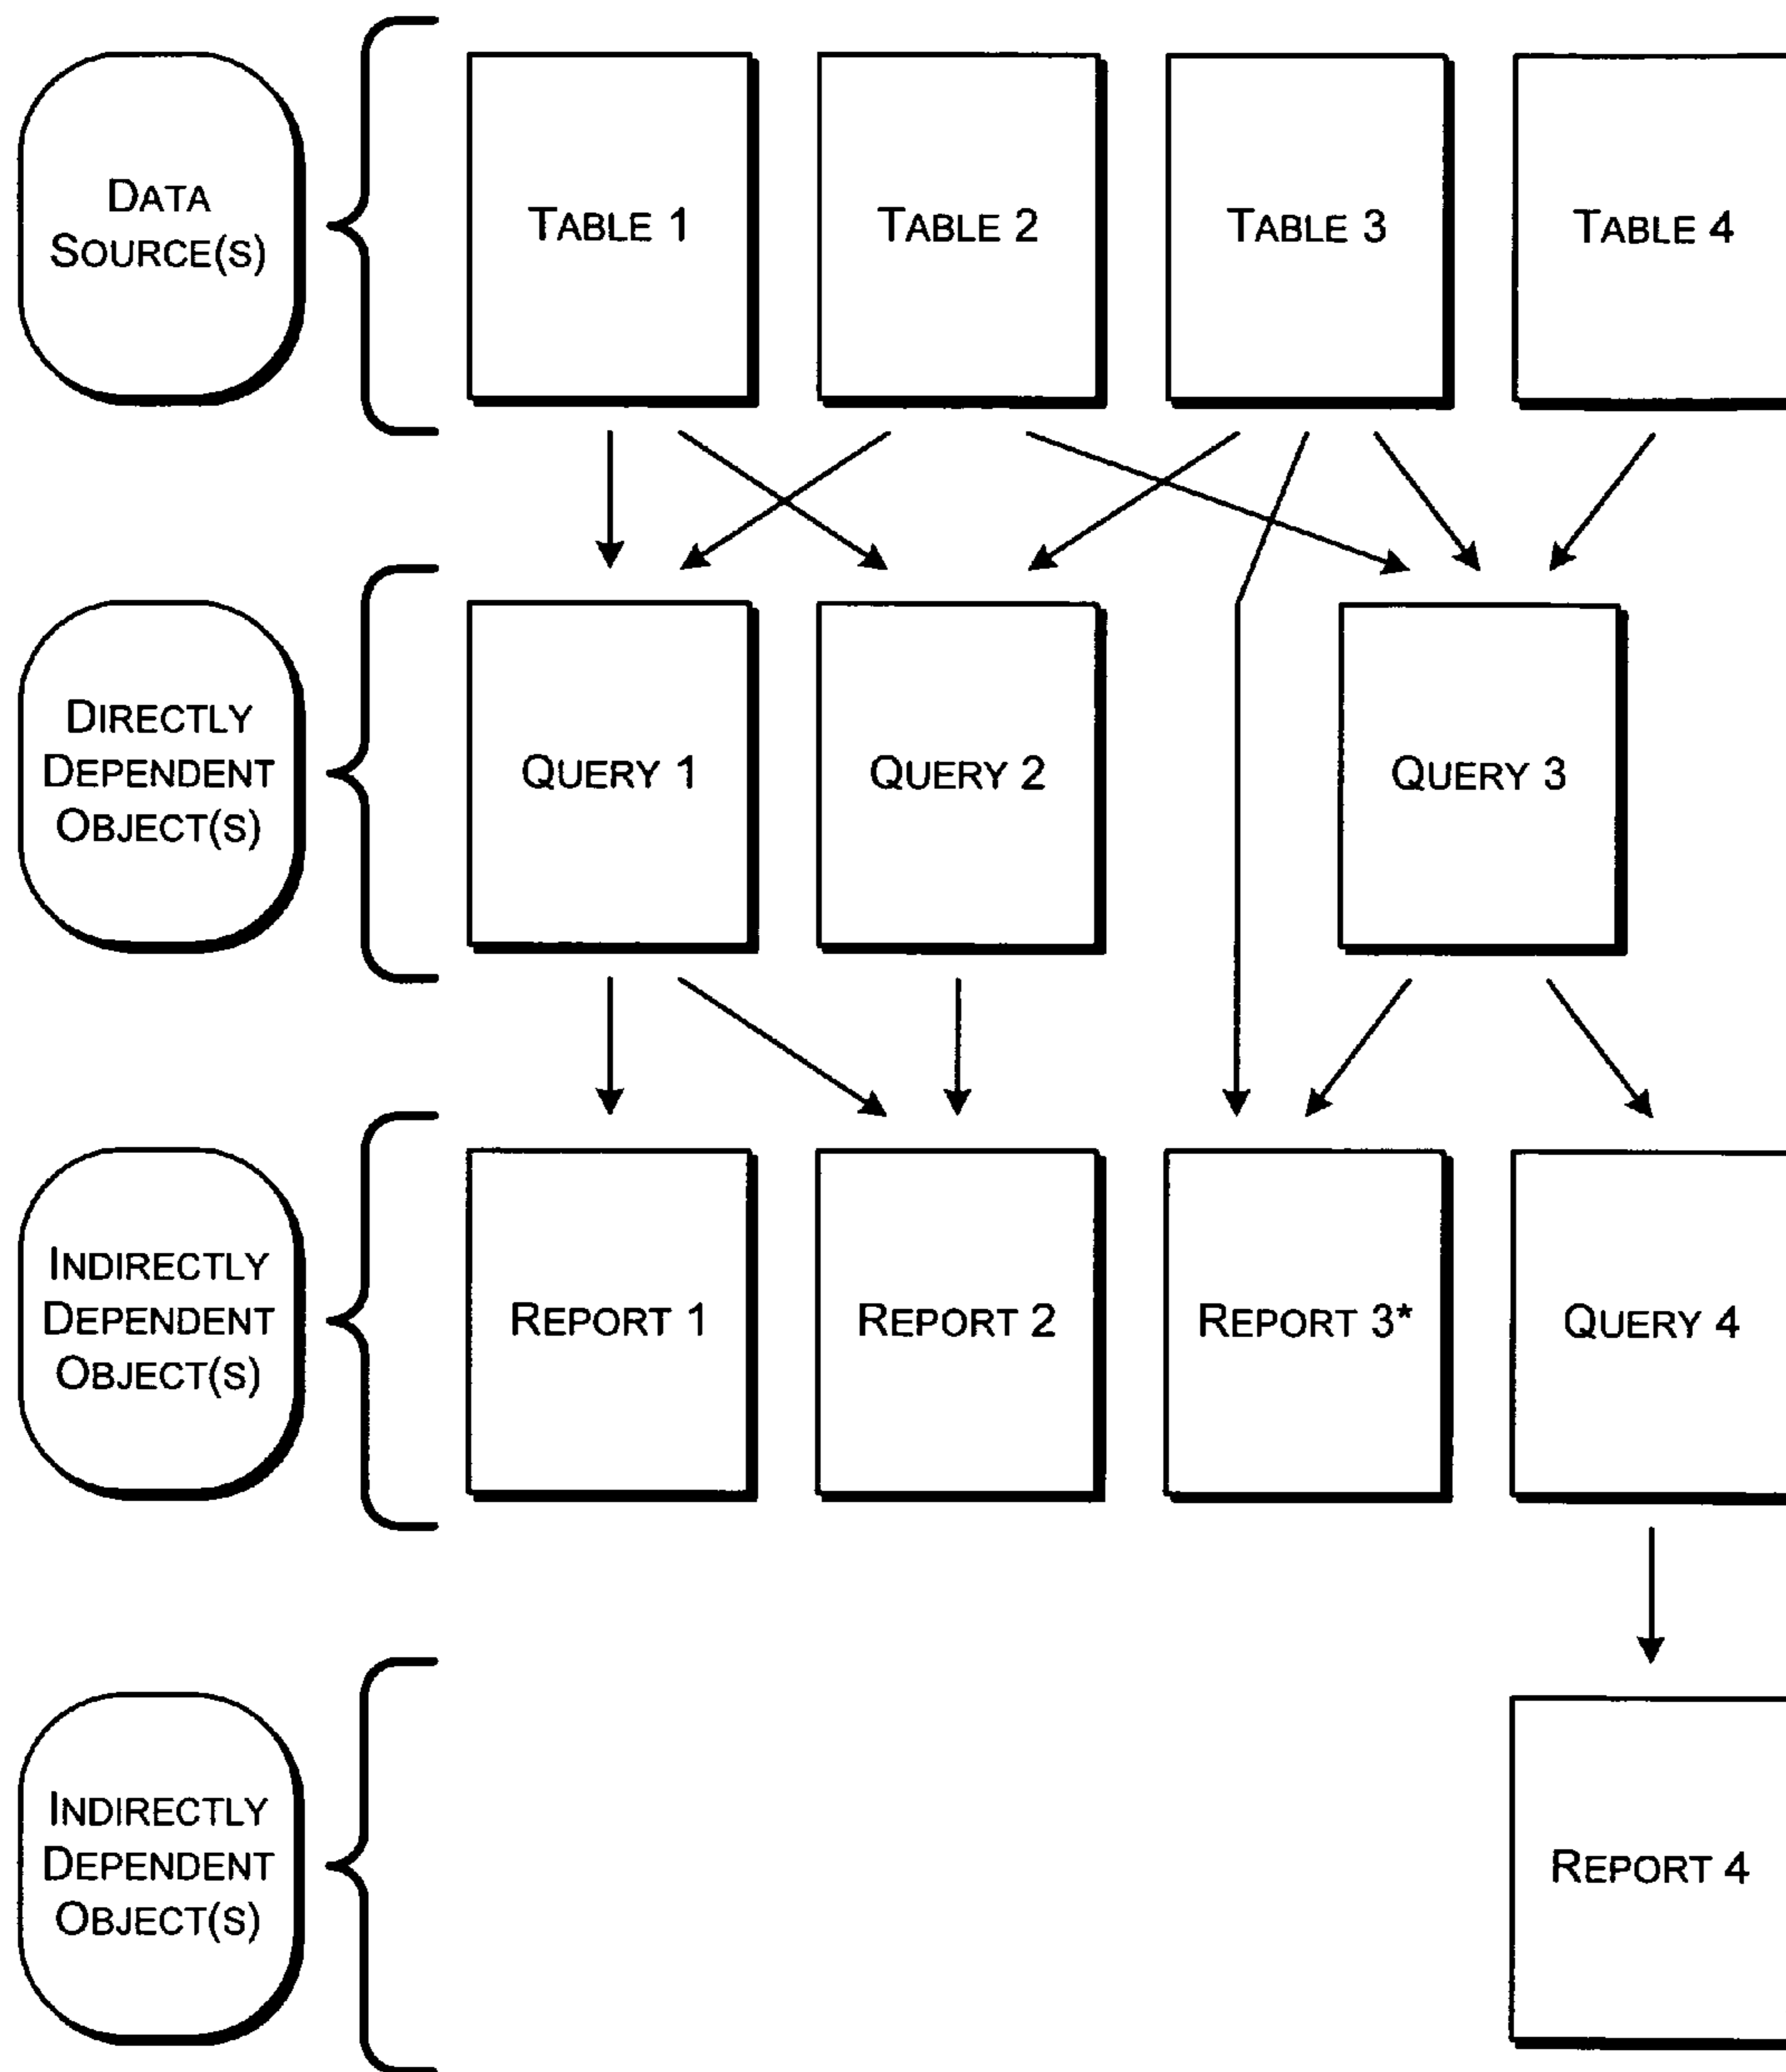 DATA
SOURCE(S)
TABLE 1
TABLE 2
TABLE 3
TABLE 4
DIRECTLY
DEPENDENT
OBJECT(S)
QUERY 1
QUERY 2
QUERY 3
INDIRECTLY
DEPENDENT
OBJECT(S)
REPORT 1
REPORT 2
REPORT 3*
QUERY 4
INDIRECTLY
DEPENDENT
OBJECT(S)
REPORT 4